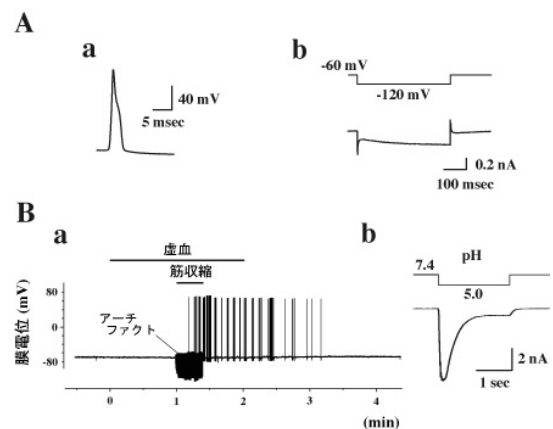 A
a
40 mV
5 msec
b
-60 mV
-120 mV
0.2 nA
100 msec
B
a
虚血
筋収縮
アーチ
ファクト
膜電位 (mV)
80
0
-80
0 1 2 3 4
(min)
b
pH
7.4
5.0
2 nA
1 sec